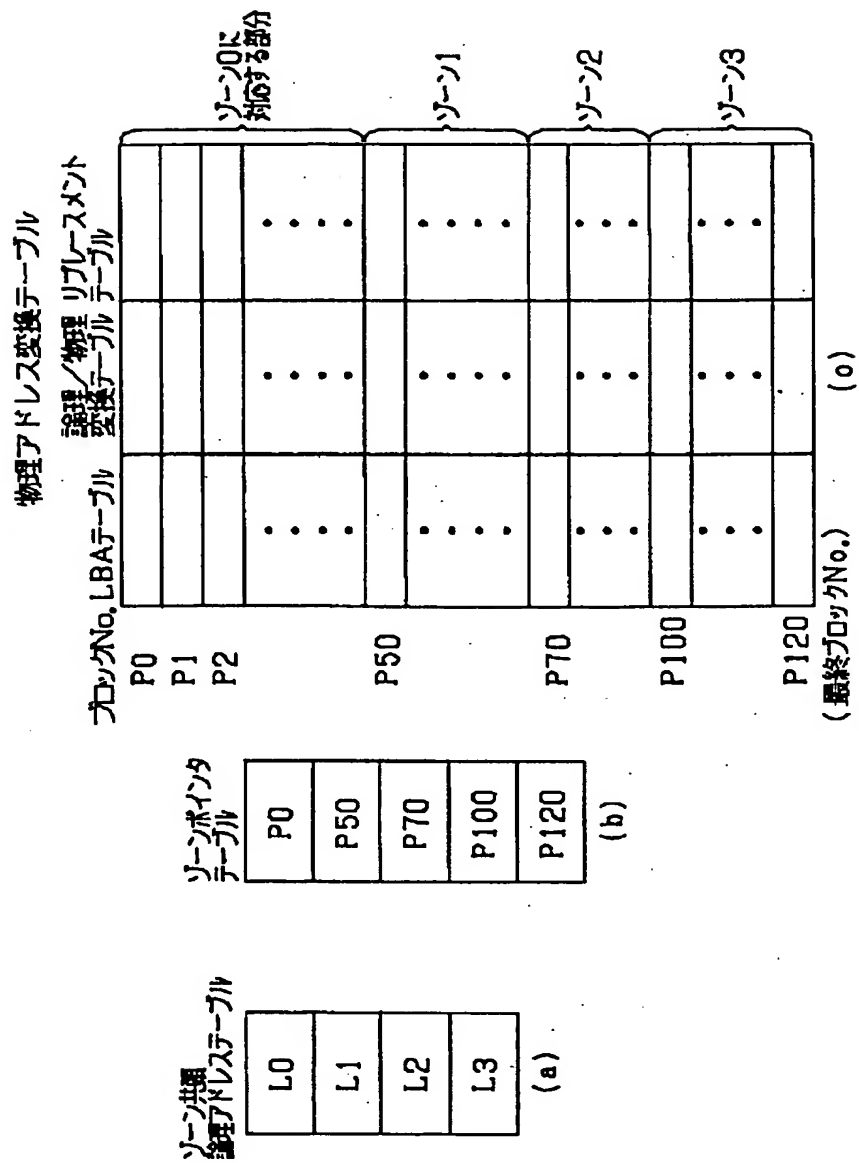 物理アドレス変換テーブル
ブロックNo.
LBAテーブル
論理/物理
変換テーブル
リプレースメント
テーブル
P0
P1
P2
P50
P70
P100
P120
(最終ブロックNo.)
ゾーン0に
対応する部分
ゾーン1
ゾーン2
ゾーン3
(c)
ゾーンポインタ
テーブル
P0
P50
P70
P100
P120
(b)
論理アドレステーブル
L0
L1
L2
L3
(a)